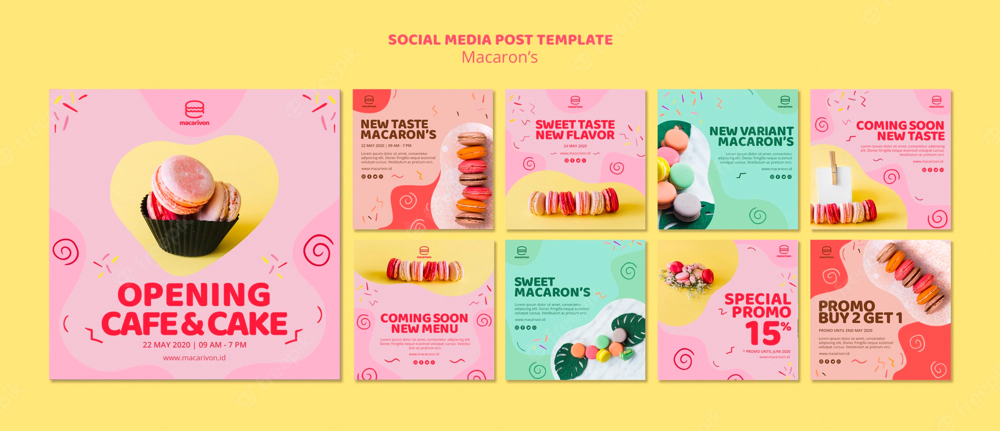 SOCIAL MEDIA POST TEMPLATE
Macaron's
macarivon
OPENING
CAFE & CAKE
22 MAY 2020 | 09 AM - 7 PM
www.macarivon.id
macarivon
NEW TASTE
MACARON'S
22 MAY 2020 | 09 AM - 7 PM
Lorem ipsum dolor sit amet, consectetur
adipiscing elit. Donec fringilla neque euismod
volutpat cursus. Vestibulum ac pretium orci.
www.macarivon.id
macarivon
SWEET TASTE
NEW FLAVOR
24 MAY 2020
www.macarivon.id
macarivon
NEW VARIANT
MACARON'S
Lorem ipsum dolor sit amet, consectetur
adipiscing elit. Donec fringilla neque euismod
volutpat cursus. Vestibulum ac pretium orci.
www.macarivon.id
macarivon
COMING SOON
NEW TASTE
Lorem ipsum dolor sit amet, consectetur
adipiscing elit. Donec fringilla neque euismod
volutpat cursus.
Vestibulum ac pretium orci.
www.macarivon.id
macarivon
COMING SOON
NEW MENU
Lorem ipsum dolor sit amet, consectetur adipiscing elit.
Donec fringilla neque euismod volutpat cursus. Vestibu-
lum ac pretium orci.
www.macarivon.id
macarivon
SWEET
MACARON'S
Lorem ipsum dolor sit amet, consectetur
adipiscing elit. Donec fringilla neque euismod
volutpat cursus. Vestibulum ac pretium orci.
www.macarivon.id
macarivon
SPECIAL
PROMO
15%
* PROMO UNTIL JUNI 2020
www.macarivon.id
macarivon
PROMO
BUY 2 GET 1
PROMO UNTIL END MAY 2020
Lorem ipsum dolor sit amet, consectetur
adipiscing elit. Donec fringilla neque euismod
volutpat cursus. Vestibulum ac pretium orci.
www.macarivon.id
freepik